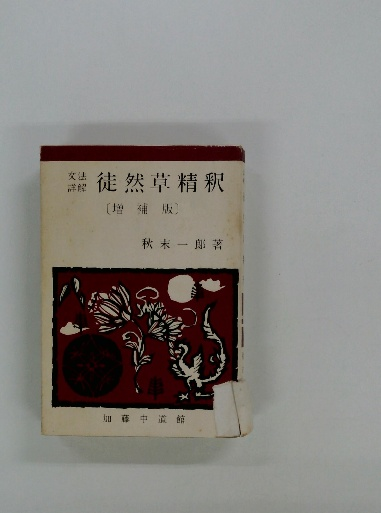 文法
詳解
徒然草精釈
〔増補版〕
秋末一郎著
加藤中道館